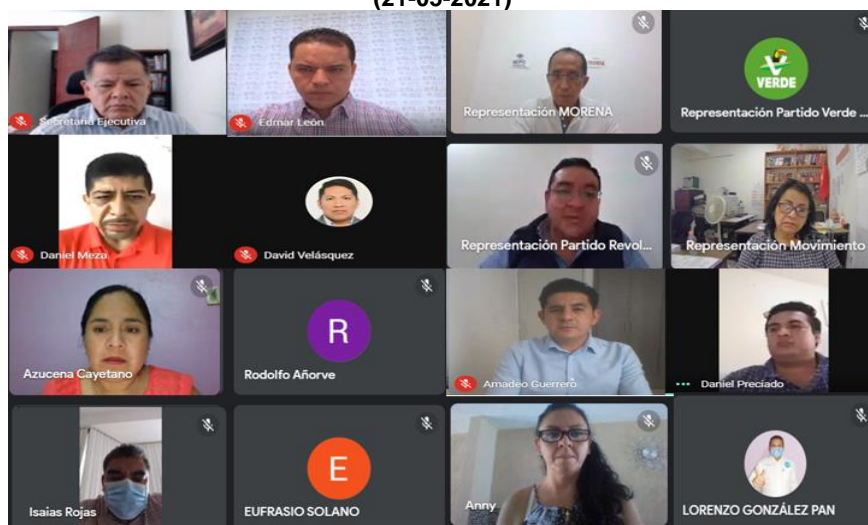 (21-05-2021)
Secretaria Ejecutiva
Edmar León
Representación MORENA
VERDE
Representación Partido Verde ...
Daniel Meza
David Velásquez
Representación Partido Revol...
Representación Movimiento
Azucena Cayetano
R
Rodolfo Añorve
Amadeo Guerrero
Daniel Preciado
Isaias Rojas
E
EUFRASIO SOLANO
Anny
LORENZO GONZÁLEZ PAN